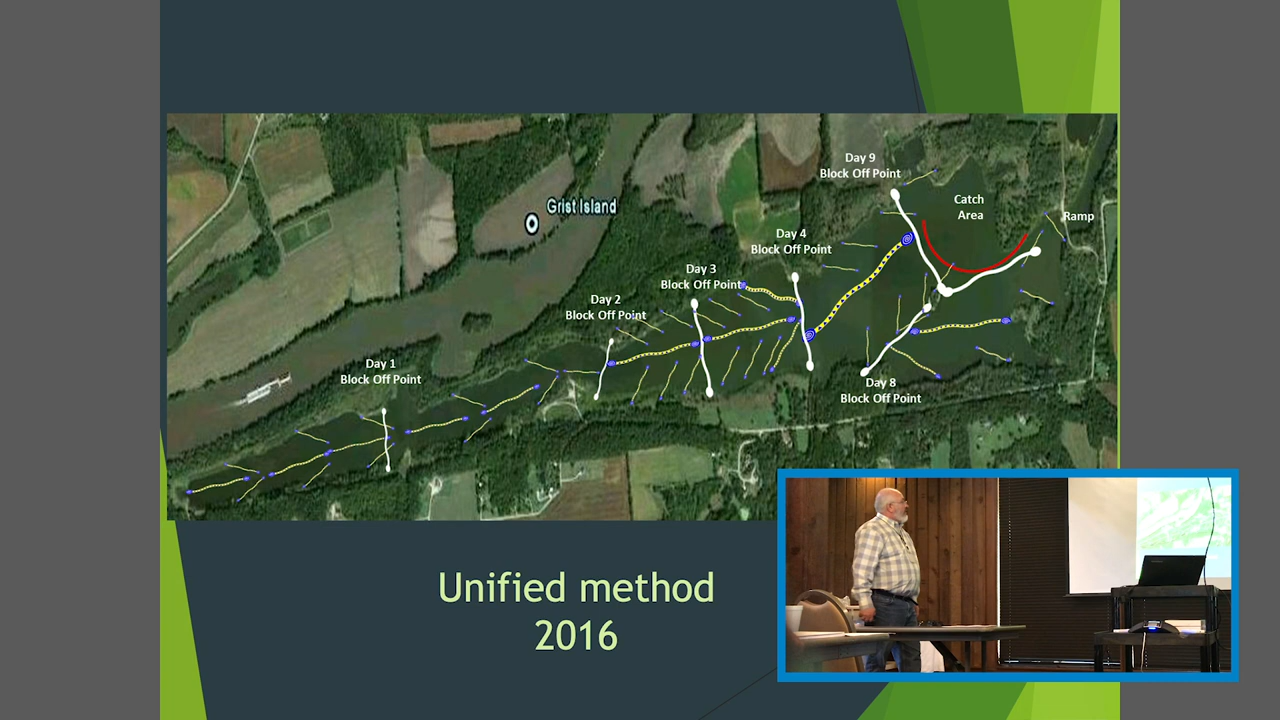 Day 9
Block Off Point
Catch
Area
Ramp
Grist Island
Day 4
Block Off Point
Day 3
Block Off Point
Day 2
Block Off Point
Day 1
Block Off Point
Day 8
Block Off Point
Unified method
2016